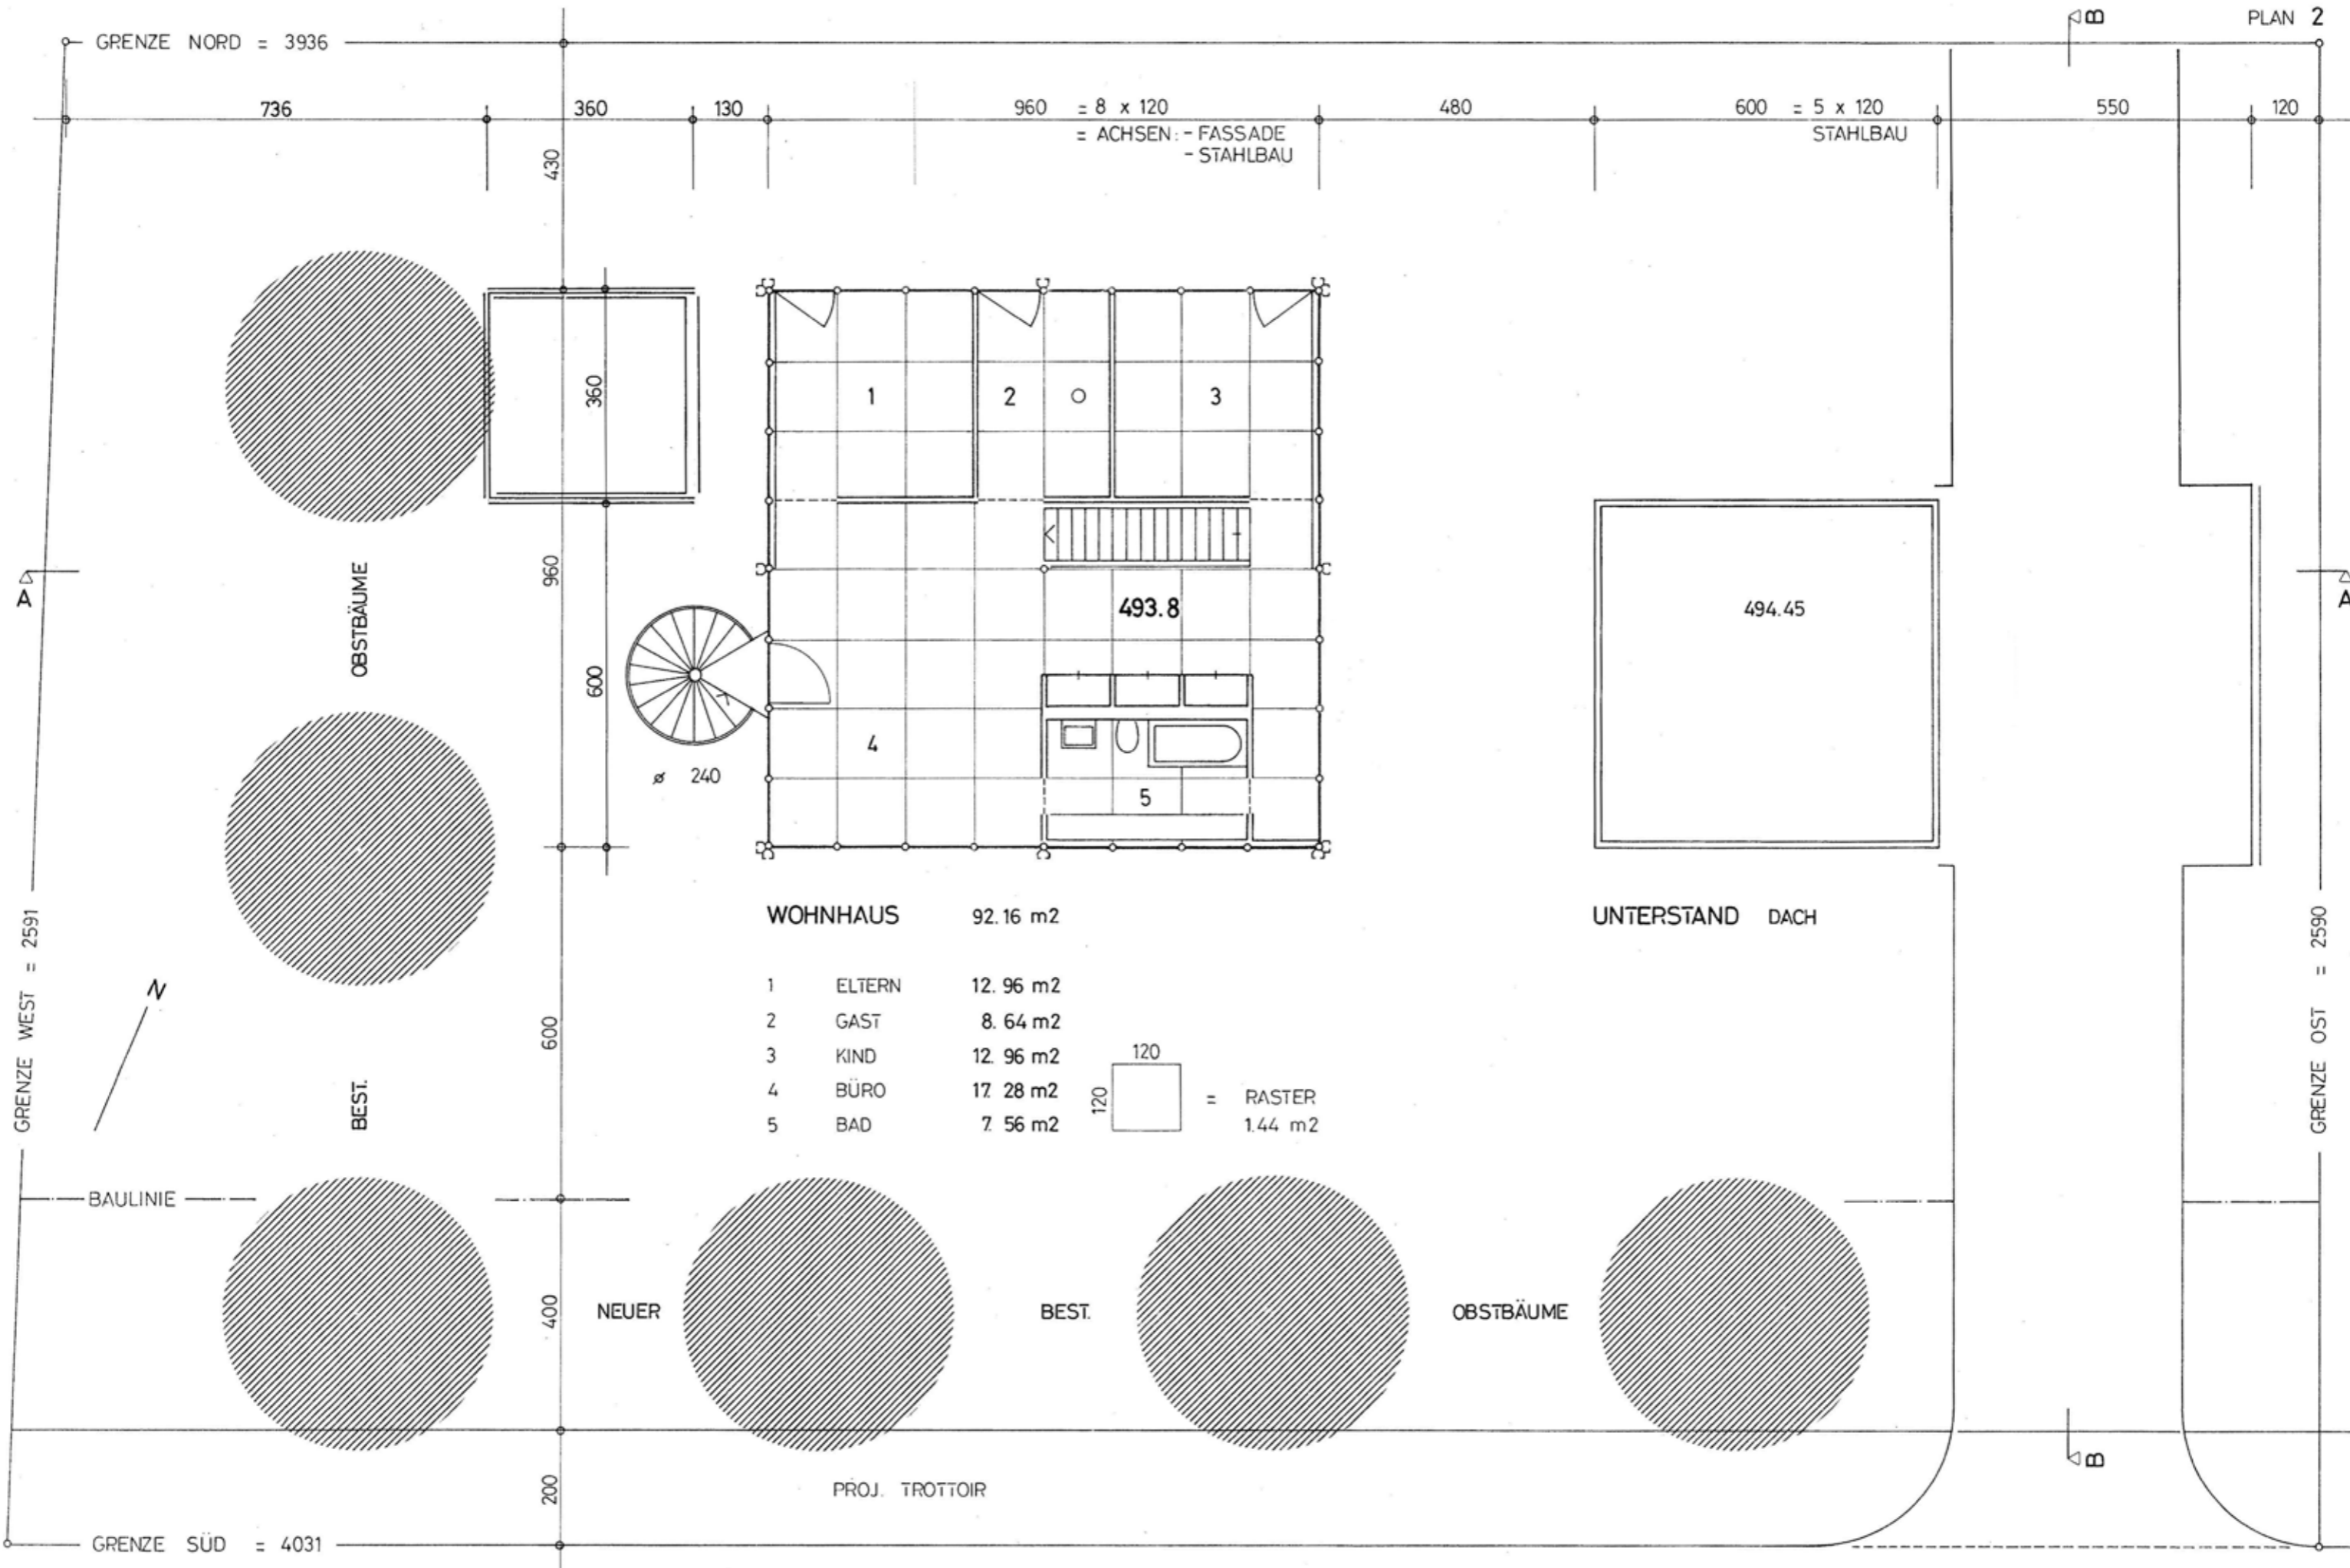 B
PLAN 2
GRENZE NORD = 3936
736
360
130
960 = 8 x 120
= ACHSEN: - FASSADE
- STAHLBAU
480
600 = 5 x 120
STAHLBAU
550
120
430
360
1
2
3
A
OBSTBÄUME
960
600
493.8
494.45
A
4
ø 240
5
WOHNHAUS 92.16 m2
UNTERSTAND DACH
GRENZE WEST = 2591
GRENZE OST = 2590
N
1 ELTERN 12.96 m2
2 GAST 8.64 m2
3 KIND 12.96 m2
4 BÜRO 17.28 m2
5 BAD 7.56 m2
120
120
= RASTER
1.44 m2
600
BEST.
BAULINIE
400
NEUER
BEST.
OBSTBÄUME
B
200
PROJ. TROTTOIR
GRENZE SÜD = 4031